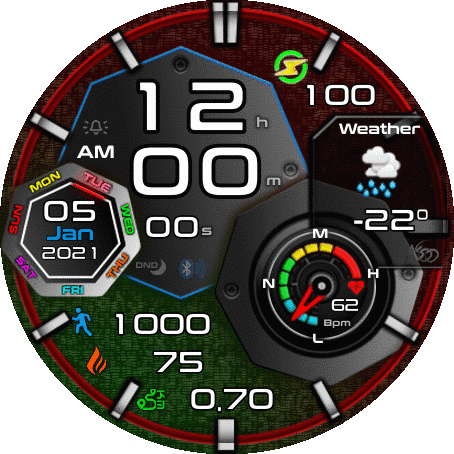 12 h
100
Weather
AM
00 m
-22°
MON
TUE
WED
THU
FRI
SAT
SUN
05
Jan
2021
00 s
DND
M
N
H
L
62
Bpm
1000
75
0,70